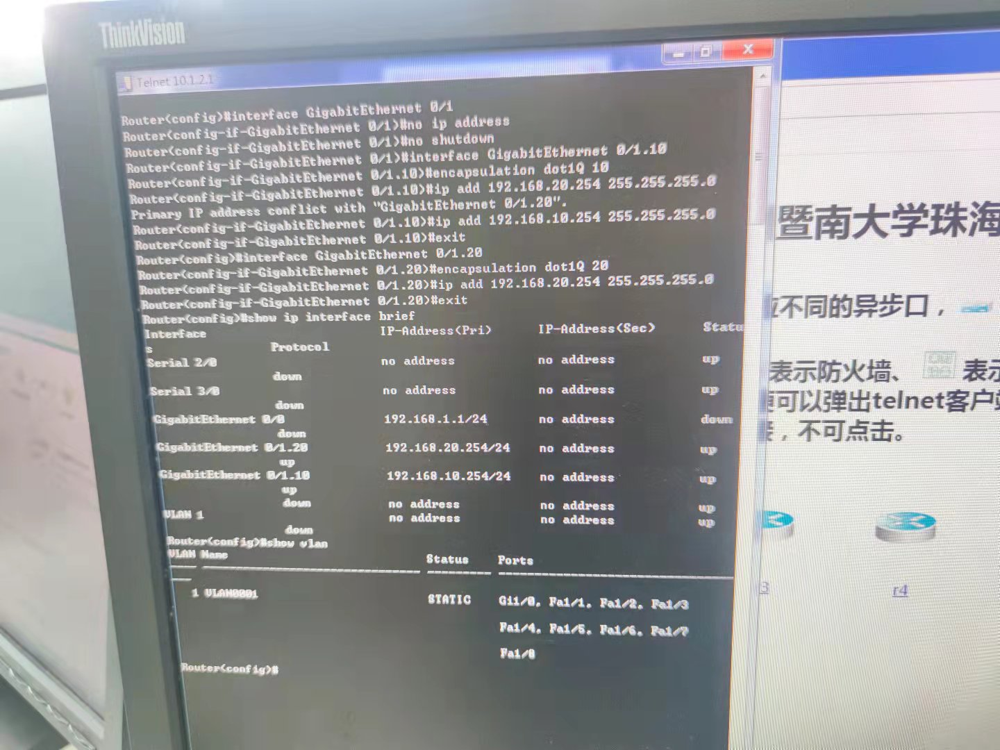 ThinkVision
Telnet 10.1.2.1
Router(config)#interface GigabitEthernet 0/1
Router(config-if-GigabitEthernet 0/1)#no ip address
Router(config-if-GigabitEthernet 0/1)#no shutdown
Router(config-if-GigabitEthernet 0/1)#interface GigabitEthernet 0/1.10
Router(config-if-GigabitEthernet 0/1.10)#encapsulation dot1Q 10
Router(config-if-GigabitEthernet 0/1.10)#ip add 192.168.20.254 255.255.255.0
Primary IP address conflict with "GigabitEthernet 0/1.20".
Router(config-if-GigabitEthernet 0/1.10)#ip add 192.168.10.254 255.255.255.0
Router(config-if-GigabitEthernet 0/1.10)#exit
Router(config)#interface GigabitEthernet 0/1.20
Router(config-if-GigabitEthernet 0/1.20)#encapsulation dot1Q 20
Router(config-if-GigabitEthernet 0/1.20)#ip add 192.168.20.254 255.255.255.0
Router(config-if-GigabitEthernet 0/1.20)#exit
Router(config)#show ip interface brief
Interface IP-Address(Pri) IP-Address(Sec) Statu
s Protocol
Serial 2/0 no address no address up
down
Serial 3/0 no address no address up
down
GigabitEthernet 0/0 192.168.1.1/24 no address down
down
GigabitEthernet 0/1.20 192.168.20.254/24 no address up
up
GigabitEthernet 0/1.10 192.168.10.254/24 no address up
up
down no address no address up
VLAN 1 no address no address up
down
Router(config)#show vlan
VLAN Name Status Ports
1 VLAN0001 STATIC Gi1/0, Fa1/1, Fa1/2, Fa1/3
Fa1/4, Fa1/5, Fa1/6, Fa1/7
Fa1/8
Router(config)#
暨南大学珠海
不同的异步口，
表示防火墙、 表示
可以弹出telnet客户端
，不可点击。
3 r4